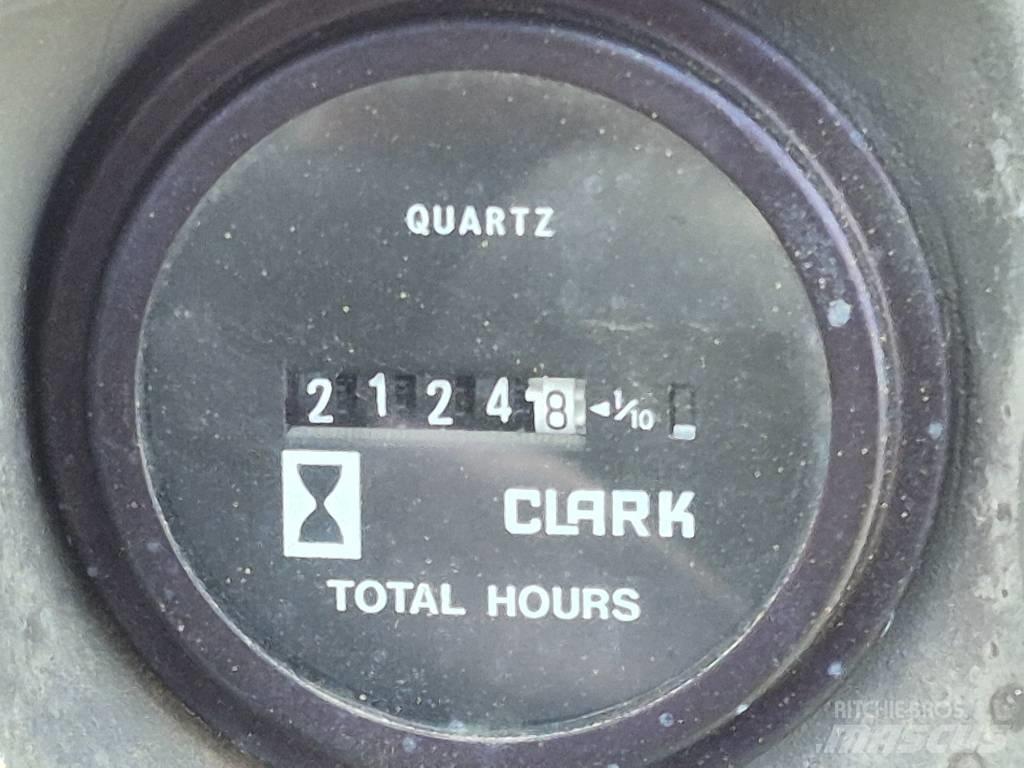 QUARTZ
2 1 2 4 8 ◄1/10
CLARK
TOTAL HOURS
RITCHIE BROS.
MASCUS